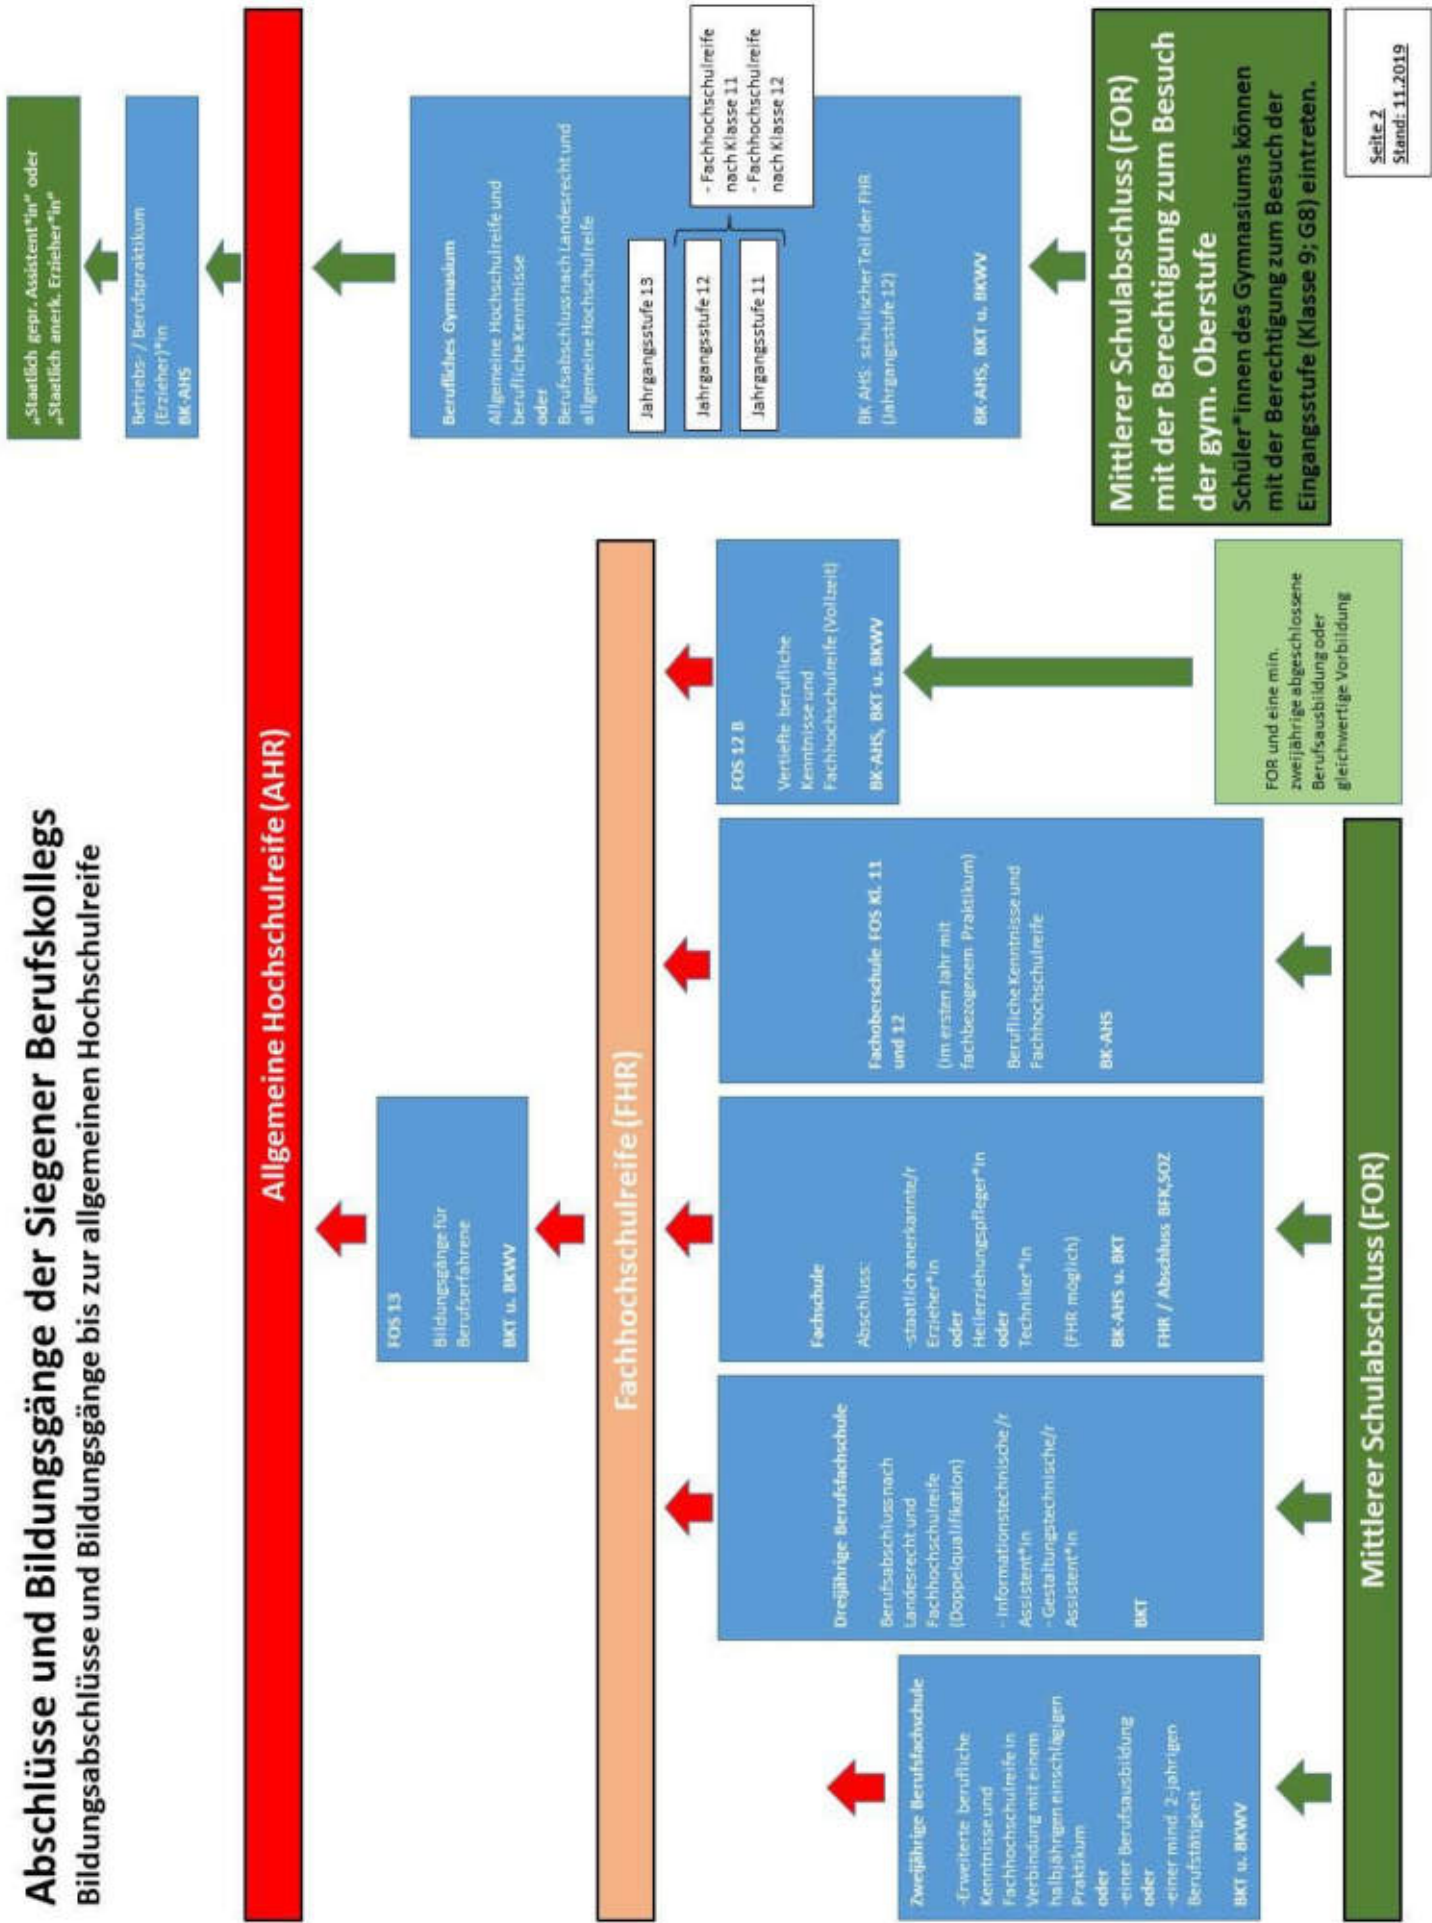 Abschlüsse und Bildungsgänge der Siegener Berufskollegs
Bildungsabschlüsse und Bildungsgänge bis zur allgemeinen Hochschulreife
„Staatlich gepr. Assistent*in“ oder
„Staatlich anerk. Erzieher*in“
Betriebs- / Berufspraktikum
(Erzieher)*in
BK-AHS
Allgemeine Hochschulreife (AHR)
FOS 13
Bildungsgänge für
Berufserfahrene
BKT u. BKWV
Berufliches Gymnasium
Allgemeine Hochschulreife und
berufliche Kenntnisse
oder
Berufsabschluss nach Landesrecht und
allgemeine Hochschulreife
Jahrgangsstufe 13
Jahrgangsstufe 12
Jahrgangsstufe 11
- Fachhochschulreife
nach Klasse 11
- Fachhochschulreife
nach Klasse 12
BK AHS schulischer Teil der FHR
(Jahrgangsstufe 12)
BK-AHS, BKT u. BKWV
Fachhochschulreife (FHR)
Zweijährige Berufsfachschule
-Erweiterte berufliche
Kenntnisse und
Fachhochschulreife in
Verbindung mit einem
halbjährigen einschlägigen
Praktikum
oder
-einer Berufsausbildung
oder
-einer mind. 2-jährigen
Berufstätigkeit
BKT u. BKWV
Dreijährige Berufsfachschule
Berufsabschluss nach
Landesrecht und
Fachhochschulreife
(Doppelqualifikation)
- Informationstechnische/r
Assistent*in
- Gestaltungstechnische/r
Assistent*in
BKT
Fachschule
Abschluss:
-staatlich anerkannte/r
Erzieher*in
oder
Heilerziehungspfleger*in
oder
Techniker*in
(FHR möglich)
BK-AHS u. BKT
FHR / Abschluss BFK,SOZ
Fachoberschule FOS Kl. 11
und 12
(im ersten Jahr mit
fachbezogenem Praktikum)
Berufliche Kenntnisse und
Fachhochschulreife
BK-AHS
FOS 12 B
Vertiefte berufliche
Kenntnisse und
Fachhochschulreife (Vollzeit)
BK-AHS, BKT u. BKWV
FOR und eine min.
zweijährige abgeschlossene
Berufsausbildung oder
gleichwertige Vorbildung
Mittlerer Schulabschluss (FOR)
Mittlerer Schulabschluss (FOR)
mit der Berechtigung zum Besuch
der gym. Oberstufe
Schüler*innen des Gymnasiums können
mit der Berechtigung zum Besuch der
Eingangsstufe (Klasse 9; G8) eintreten.
Seite 2
Stand: 11.2019